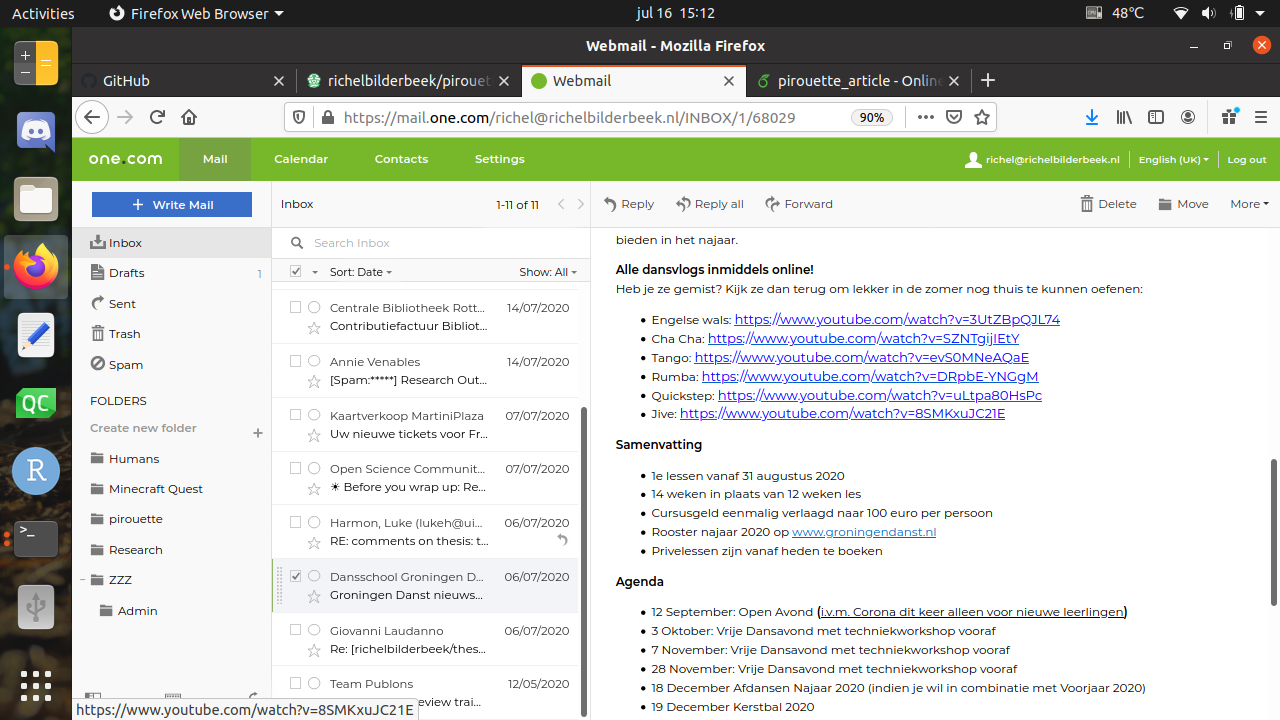 Activities Firefox Web Browser jul 16 15:12 48°C
Webmail - Mozilla Firefox
GitHub richelbilderbeek/pirouet Webmail pirouette_article - Onlin
https://mail.one.com/richel@richelbilderbeek.nl/INBOX/1/68029 90%
one.com Mail Calendar Contacts Settings richel@richelbilderbeek.nl English (UK) Log out
Write Mail
Inbox
Drafts 1
Sent
Trash
Spam
FOLDERS
Create new folder
Humans
Minecraft Quest
pirouette
Research
ZZZ
Admin
https://www.youtube.com/watch?v=8SMKxuJC21E
Inbox 1-11 of 11
Search Inbox
Sort: Date Show: All
Centrale Bibliotheek Rott... 14/07/2020
Contributiefactuur Bibliot...
Annie Venables 14/07/2020
[Spam:*****] Research Out...
Kaartverkoop MartiniPlaza 07/07/2020
Uw nieuwe tickets voor Fr...
Open Science Communit... 07/07/2020
☀ Before you wrap up: Re...
Harmon, Luke (lukeh@ui... 06/07/2020
RE: comments on thesis: t...
Dansschool Groningen D... 06/07/2020
Groningen Danst nieuws...
Giovanni Laudanno 06/07/2020
Re: [richelbilderbeek/thes...
Team Publons 12/05/2020
eview trai...
Reply Reply all Forward Delete Move More
bieden in het najaar.
Alle dansvlogs inmiddels online!
Heb je ze gemist? Kijk ze dan terug om lekker in de zomer nog thuis te kunnen oefenen:
• Engelse wals: https://www.youtube.com/watch?v=3UtZBpQJL74
• Cha Cha: https://www.youtube.com/watch?v=SZNTgijIEtY
• Tango: https://www.youtube.com/watch?v=evS0MNeAQaE
• Rumba: https://www.youtube.com/watch?v=DRpbE-YNGgM
• Quickstep: https://www.youtube.com/watch?v=uLtpa80HsPc
• Jive: https://www.youtube.com/watch?v=8SMKxuJC21E
Samenvatting
• 1e lessen vanaf 31 augustus 2020
• 14 weken in plaats van 12 weken les
• Cursusgeld eenmalig verlaagd naar 100 euro per persoon
• Rooster najaar 2020 op www.groningendanst.nl
• Privelessen zijn vanaf heden te boeken
Agenda
• 12 September: Open Avond (i.v.m. Corona dit keer alleen voor nieuwe leerlingen)
• 3 Oktober: Vrije Dansavond met techniekworkshop vooraf
• 7 November: Vrije Dansavond met techniekworkshop vooraf
• 28 November: Vrije Dansavond met techniekworkshop vooraf
• 18 December Afdansen Najaar 2020 (indien je wil in combinatie met Voorjaar 2020)
• 19 December Kerstbal 2020
QC
R